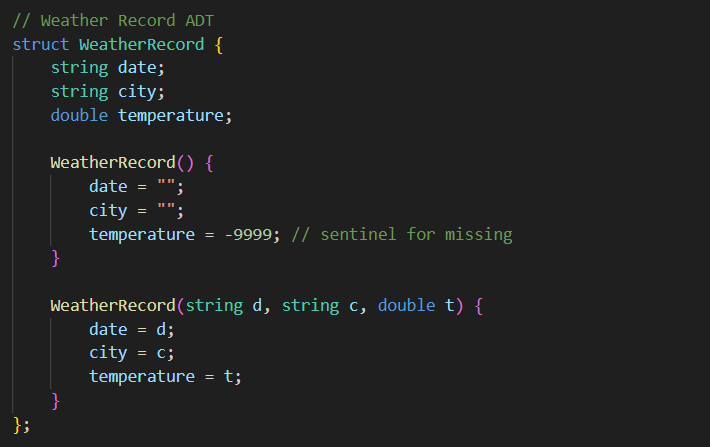 // Weather Record ADT
struct WeatherRecord {
    string date;
    string city;
    double temperature;

    WeatherRecord() {
        date = "";
        city = "";
        temperature = -9999; // sentinel for missing
    }

    WeatherRecord(string d, string c, double t) {
        date = d;
        city = c;
        temperature = t;
    }
};